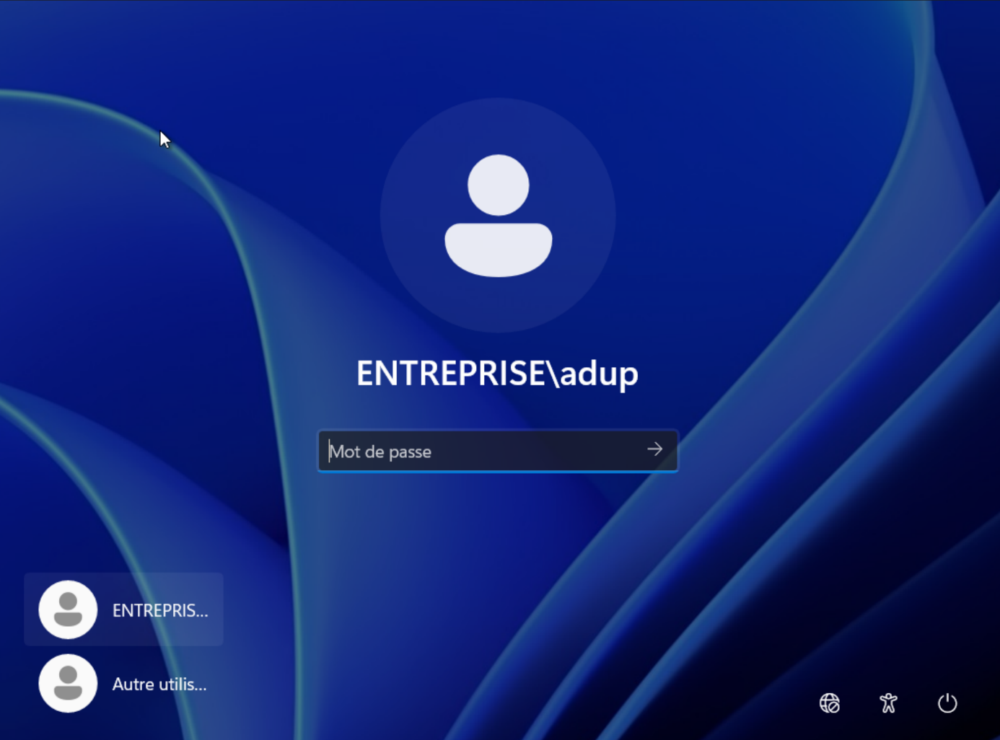 ENTREPRISE\adup
Mot de passe
ENTREPRIS...
Autre utilis...